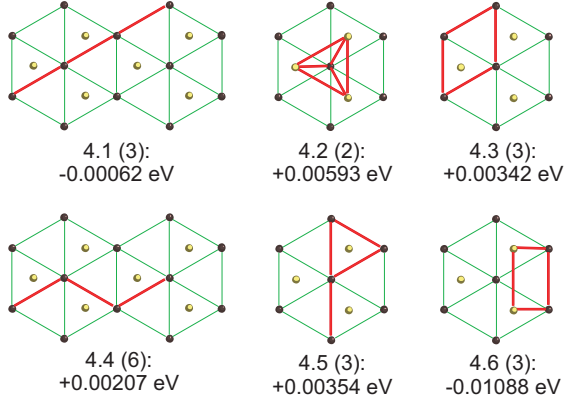 4.1 (3):
-0.00062 eV
4.2 (2):
+0.00593 eV
4.3 (3):
+0.00342 eV
4.4 (6):
+0.00207 eV
4.5 (3):
+0.00354 eV
4.6 (3):
-0.01088 eV